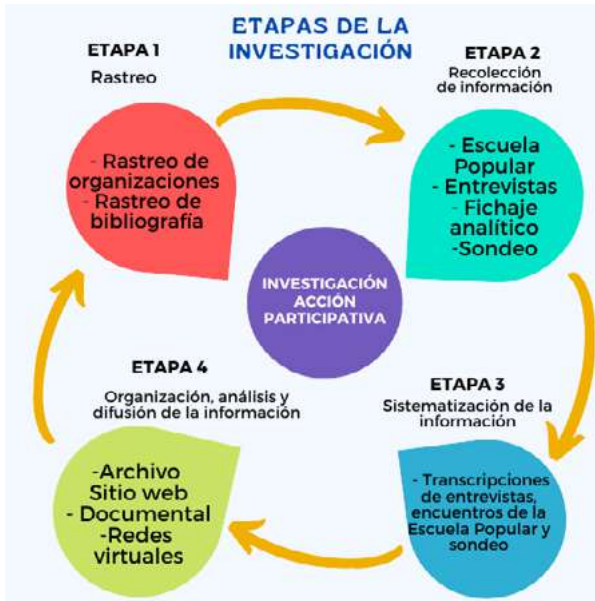 ETAPAS DE LA
INVESTIGACIÓN
ETAPA 1
Rastreo
- Rastreo de
organizaciones
- Rastreo de
bibliografía
ETAPA 2
Recolección
de información
- Escuela
Popular
- Entrevistas
- Fichaje
analítico
-Sondeo
INVESTIGACIÓN
ACCIÓN
PARTICIPATIVA
ETAPA 3
Sistematización de la
información
- Transcripciones
de entrevistas,
encuentros de la
Escuela Popular y
sondeo
ETAPA 4
Organización, análisis y
difusión de la información
-Archivo
Sitio web
- Documental
-Redes
virtuales